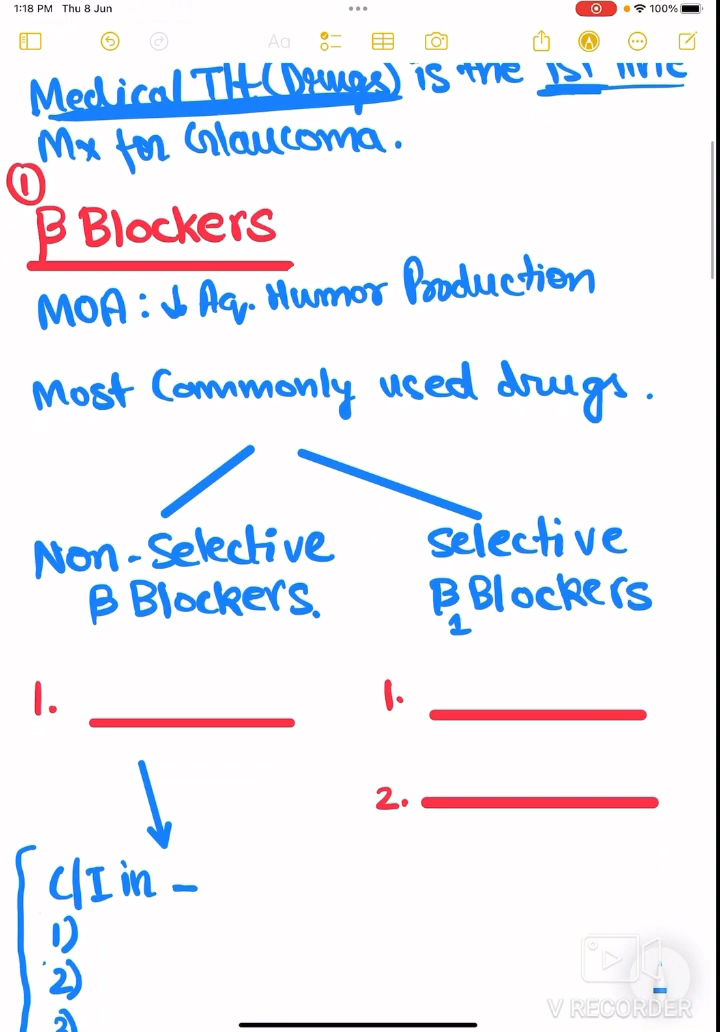 1:18 PM Thu 8 Jun
100%
Aa
Medical TH (Drugs) is the 1st line
Mx for Glaucoma.
①
β Blockers
MOA : ↓ Aq. Humor Production
Most Commonly used drugs.
Non-Selective
β Blockers.
Selective
β1 Blockers
1.
1.
2.
C/I in –
1)
2)
3)
V RECORDER